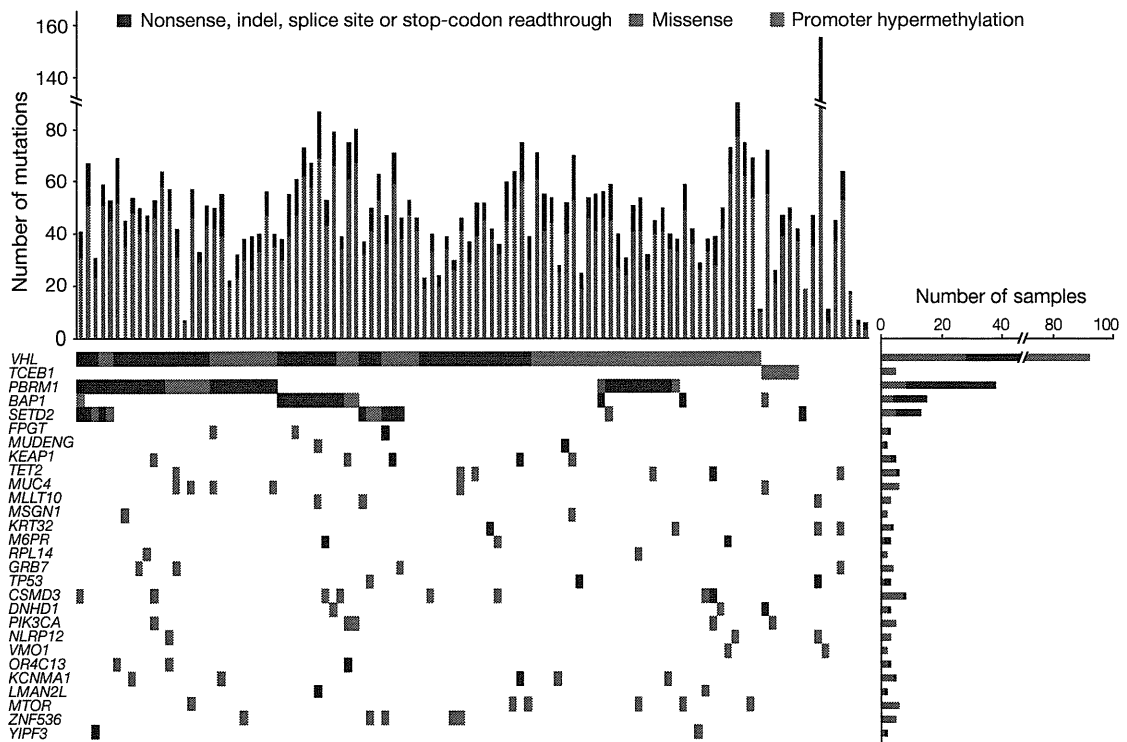 Nonsense, indel, splice site or stop-codon readthrough Missense Promoter hypermethylation
Number of mutations
160
140
80
60
40
20
0
Number of samples
0 20 40 80 100
VHL
TCEB1
PBRM1
BAP1
SETD2
FPGT
MUDENG
KEAP1
TET2
MUC4
MLLT10
MSGN1
KRT32
M6PR
RPL14
GRB7
TP53
CSMD3
DNHD1
PIK3CA
NLRP12
VMO1
OR4C13
KCNMA1
LMAN2L
MTOR
ZNF536
YIPF3